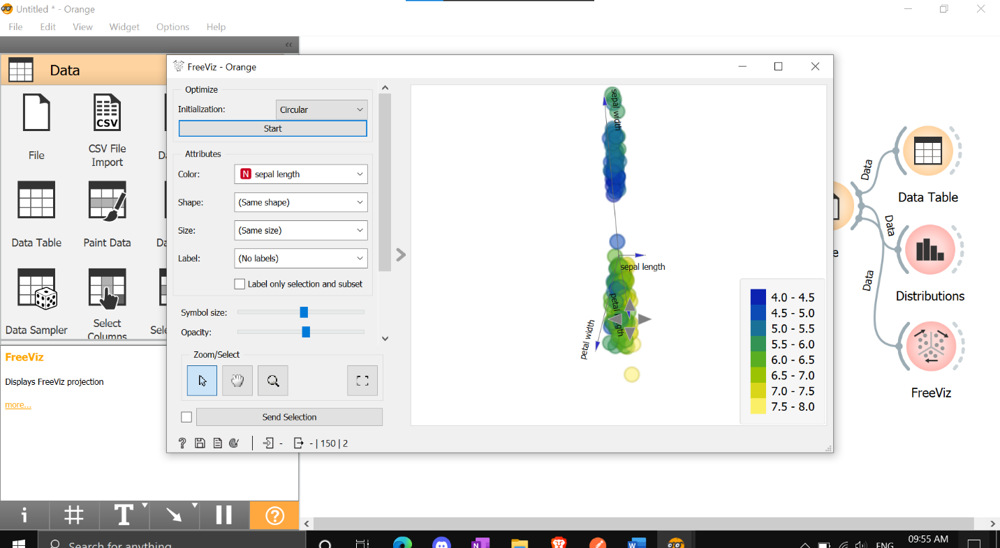 Untitled * - Orange
File Edit View Widget Options Help
«
Data
File
CSV File
Import
Data Table
Paint Data
Data Sampler
Select
Columns
FreeViz
Displays FreeViz projection
more...
FreeViz - Orange
Optimize
Initialization: Circular
Start
Attributes
Color: N sepal length
Shape: (Same shape)
Size: (Same size)
Label: (No labels)
Label only selection and subset
Symbol size:
Opacity:
Zoom/Select
Send Selection
? - - | 150 | 2
sepal width
sepal length
petal length
petal width
4.0 - 4.5
4.5 - 5.0
5.0 - 5.5
5.5 - 6.0
6.0 - 6.5
6.5 - 7.0
7.0 - 7.5
7.5 - 8.0
Data
Data Table
Data
Distributions
Data
FreeViz
i # T ?
Search for anything
ENG
09:55 AM